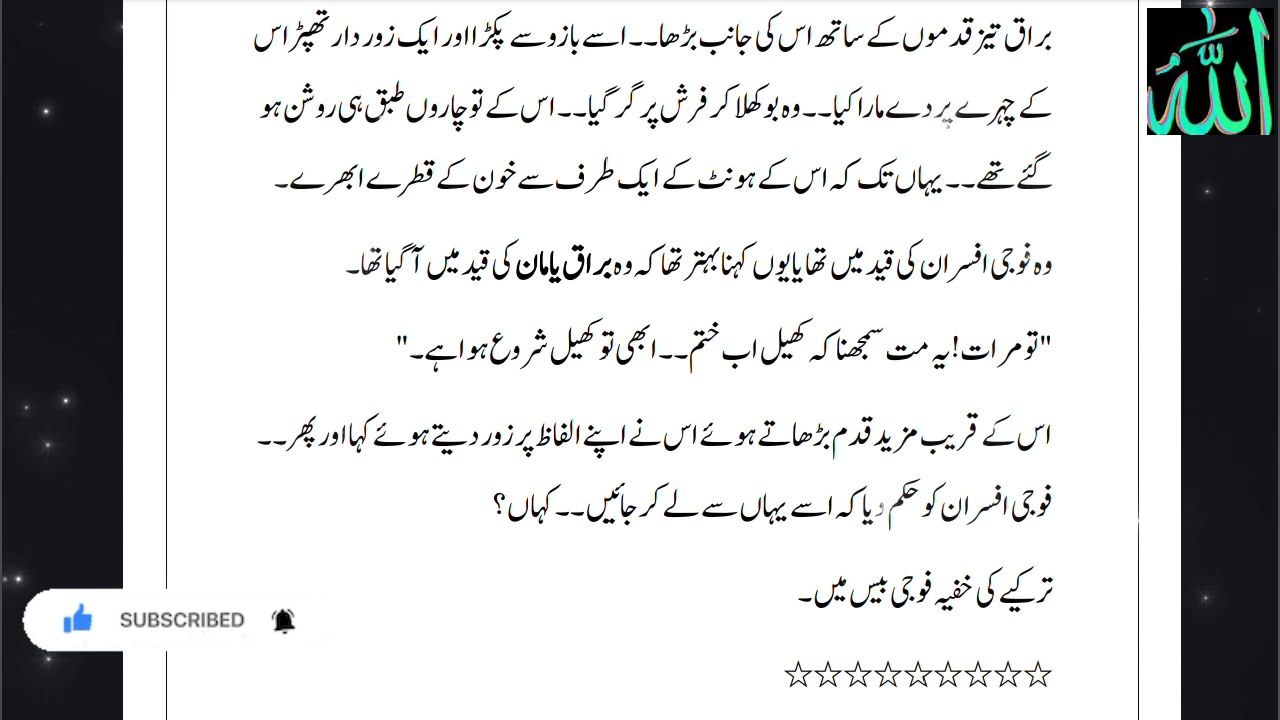 براق تیز قدموں کے ساتھ اس کی جانب بڑھا۔۔ اسے بازو سے پکڑا اور ایک زور دار تھپڑ اس
کے چہرے پر دے مارا کیا۔۔ وہ بوکھلا کر فرش پر گر گیا۔۔ اس کے تو چاروں طبق ہی روشن ہو
گئے تھے۔۔ یہاں تک کہ اس کے ہونٹ کے ایک طرف سے خون کے قطرے ابھرے۔
وہ فوجی افسران کی قید میں تھا یا یوں کہنا بہتر تھا کہ وہ براق یامان کی قید میں آ گیا تھا۔
"تو مرات! یہ مت سمجھنا کہ کھیل اب ختم۔۔ ابھی تو کھیل شروع ہوا ہے۔"
اس کے قریب مزید قدم بڑھاتے ہوئے اس نے اپنے الفاظ پر زور دیتے ہوئے کہا اور پھر۔۔
فوجی افسران کو حکم دیا کہ اسے یہاں سے لے کر جائیں۔۔ کہاں؟
ترکیے کی خفیہ فوجی بیس میں۔
☆☆☆☆☆☆☆☆☆
SUBSCRIBED
الله